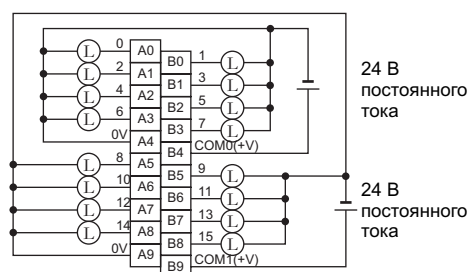 L 0 A0 B0 1 L
L 2 A1 B1 3 L
L 4 A2 B2 5 L
L 6 A3 B3 7 L
0V A4 B4 COM0(+V)
24 В
постоянного
тока
L 8 A5 B5 9 L
L 10 A6 B6 11 L
L 12 A7 B7 13 L
L 14 A8 B8 15 L
0V A9 B9 COM1(+V)
24 В
постоянного
тока